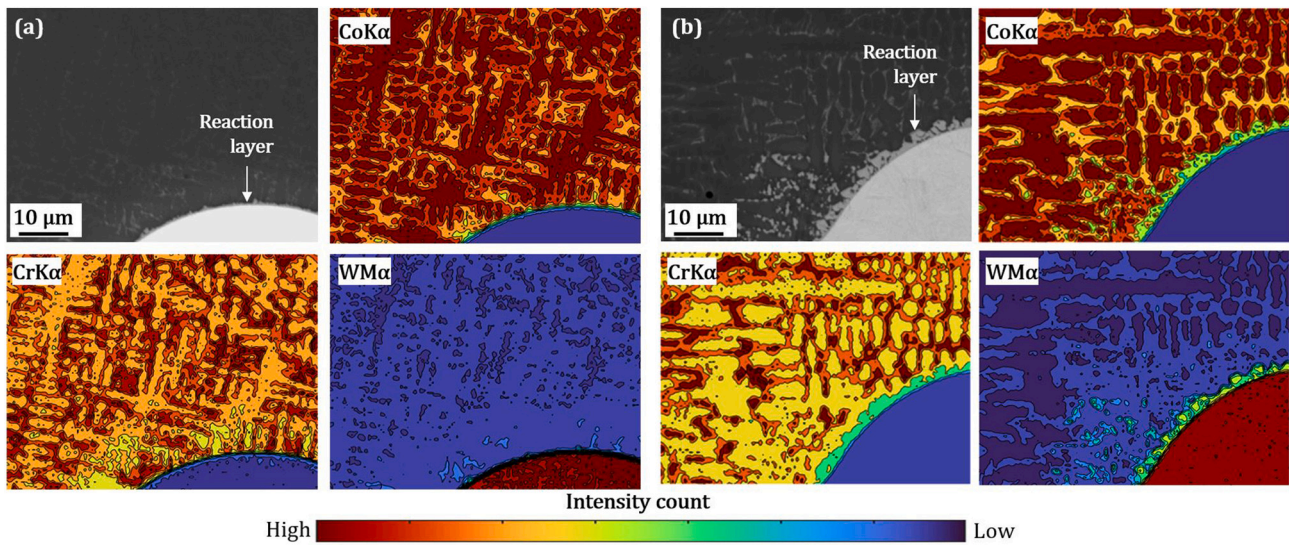 (a)
CoKα
(b)
CoKα
Reaction
layer
Reaction
layer
10 μm
10 μm
CrKα
WMα
CrKα
WMα
Intensity count
High
Low